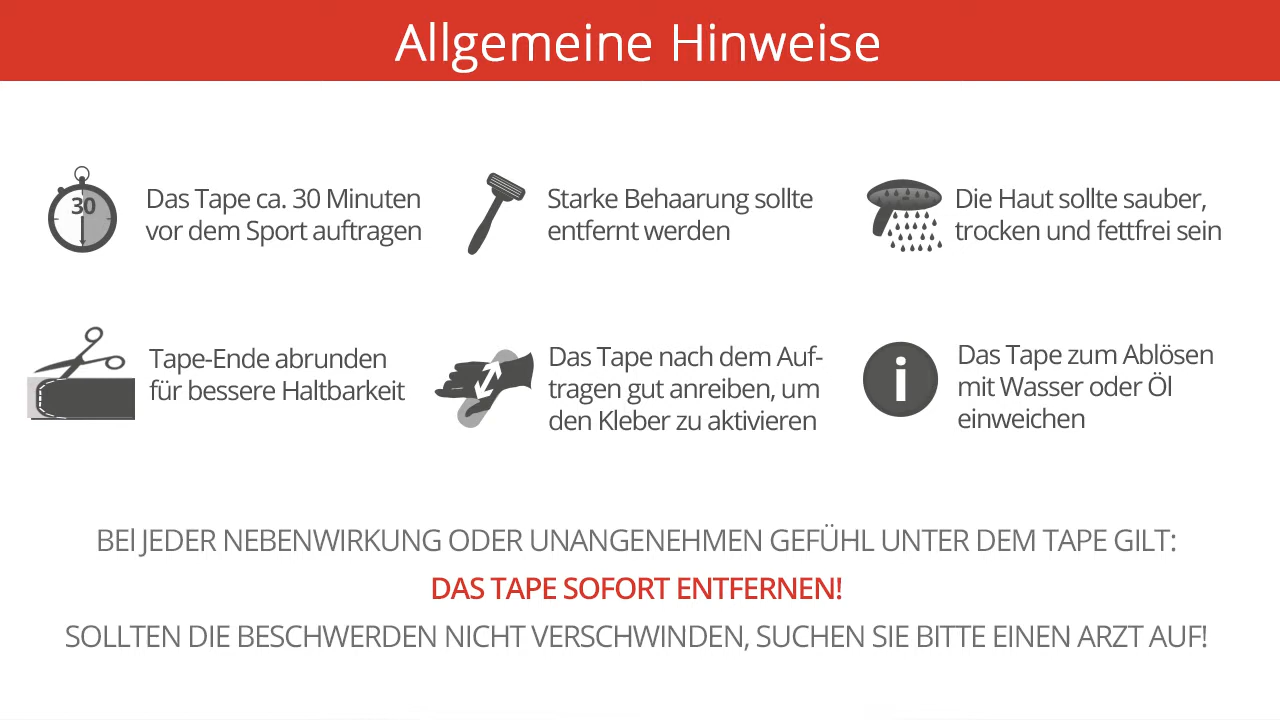 Allgemeine Hinweise
30
Das Tape ca. 30 Minuten
vor dem Sport auftragen
Starke Behaarung sollte
entfernt werden
Die Haut sollte sauber,
trocken und fettfrei sein
Tape-Ende abrunden
für bessere Haltbarkeit
Das Tape nach dem Auf-
tragen gut anreiben, um
den Kleber zu aktivieren
i
Das Tape zum Ablösen
mit Wasser oder Öl
einweichen
BEl JEDER NEBENWIRKUNG ODER UNANGENEHMEN GEFÜHL UNTER DEM TAPE GILT:
DAS TAPE SOFORT ENTFERNEN!
SOLLTEN DIE BESCHWERDEN NICHT VERSCHWINDEN, SUCHEN SIE BITTE EINEN ARZT AUF!